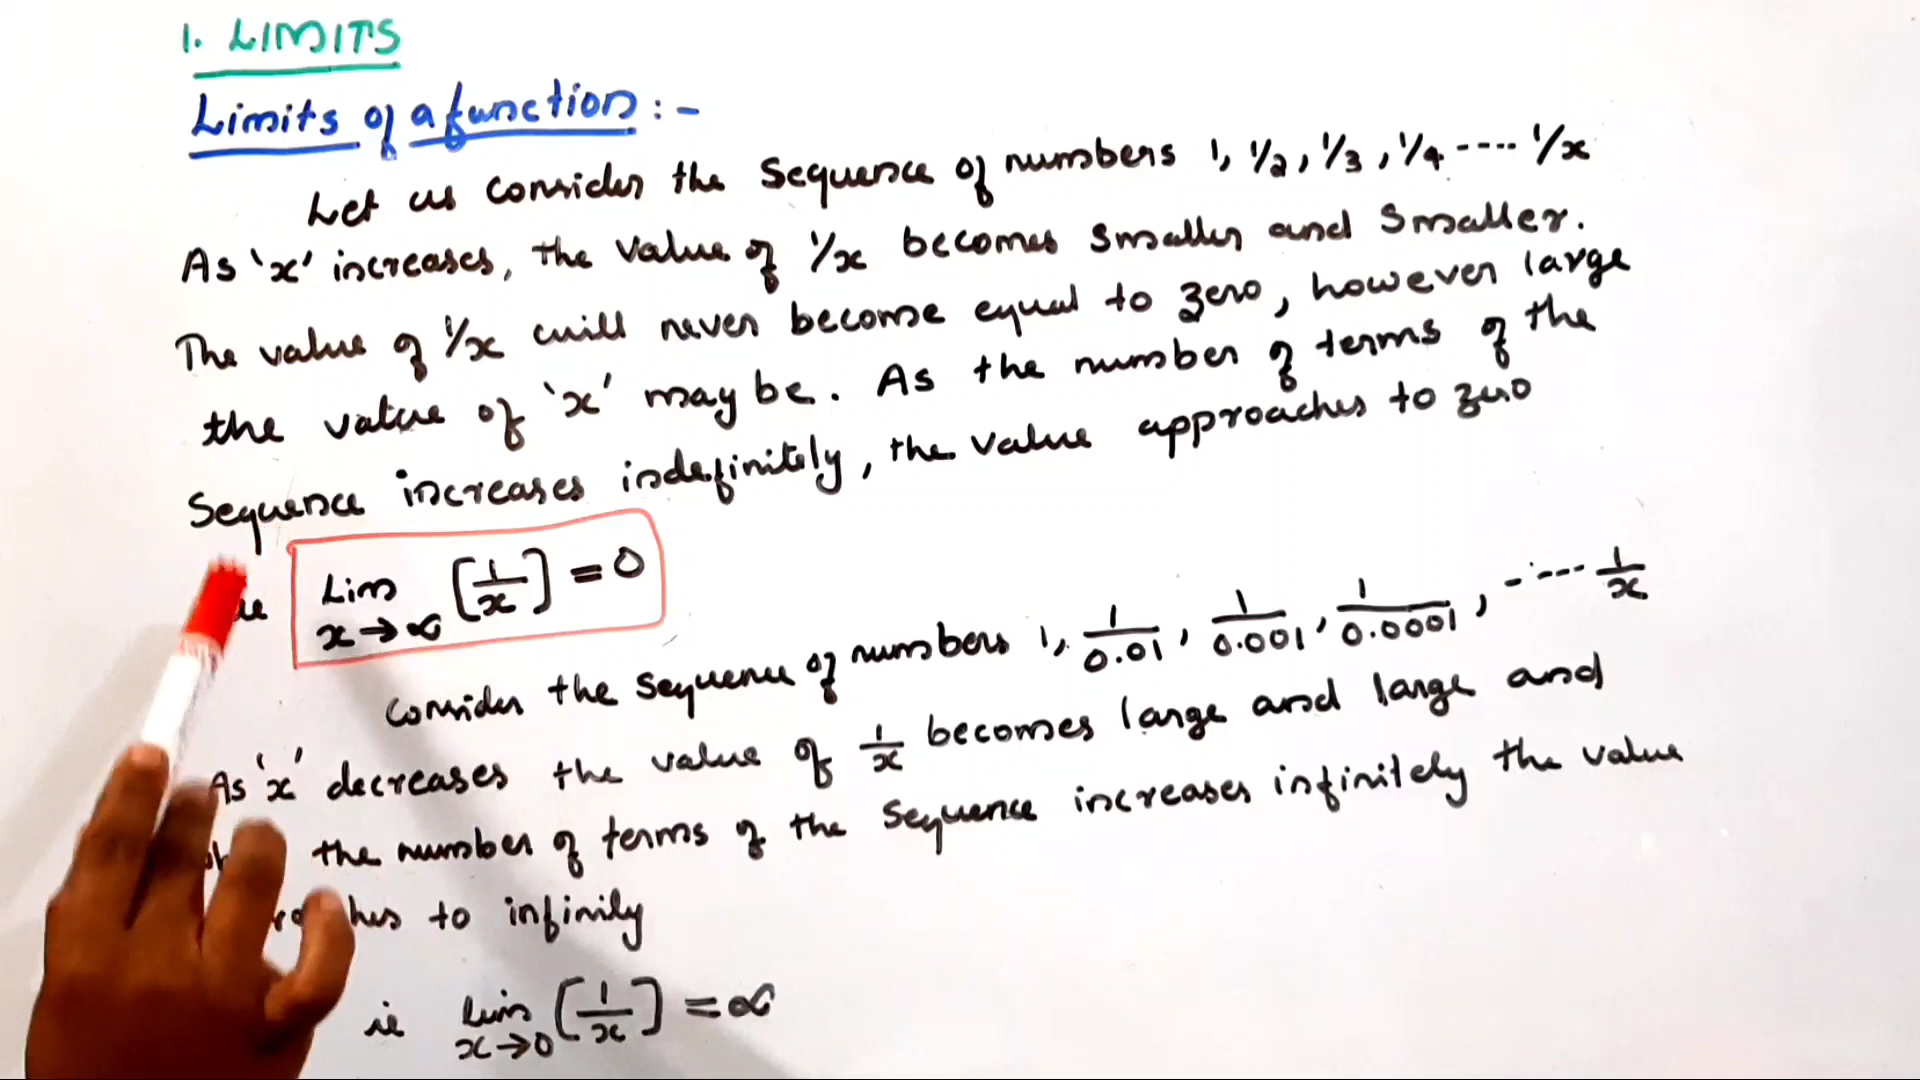 1. LIMITS
Limits of a function :-
Let us consider the sequence of numbers 1, 1/2, 1/3, 1/4 ---- 1/x
As 'x' increases, the value of 1/x becomes smaller and smaller.
The value of 1/x will never become equal to zero, however large
the value of 'x' may be. As the number of terms of the
Sequence increases indefinitely, the value approaches to zero
Lim x→∞ [1/x] = 0
Consider the sequence of numbers 1, 1/0.01, 1/0.001, 1/0.0001, ----- 1/x
As 'x' decreases the value of 1/x becomes large and large and
the number of terms of the sequence increases infinitely the value
to infinity
ie Lim x→0 [1/x] = ∞